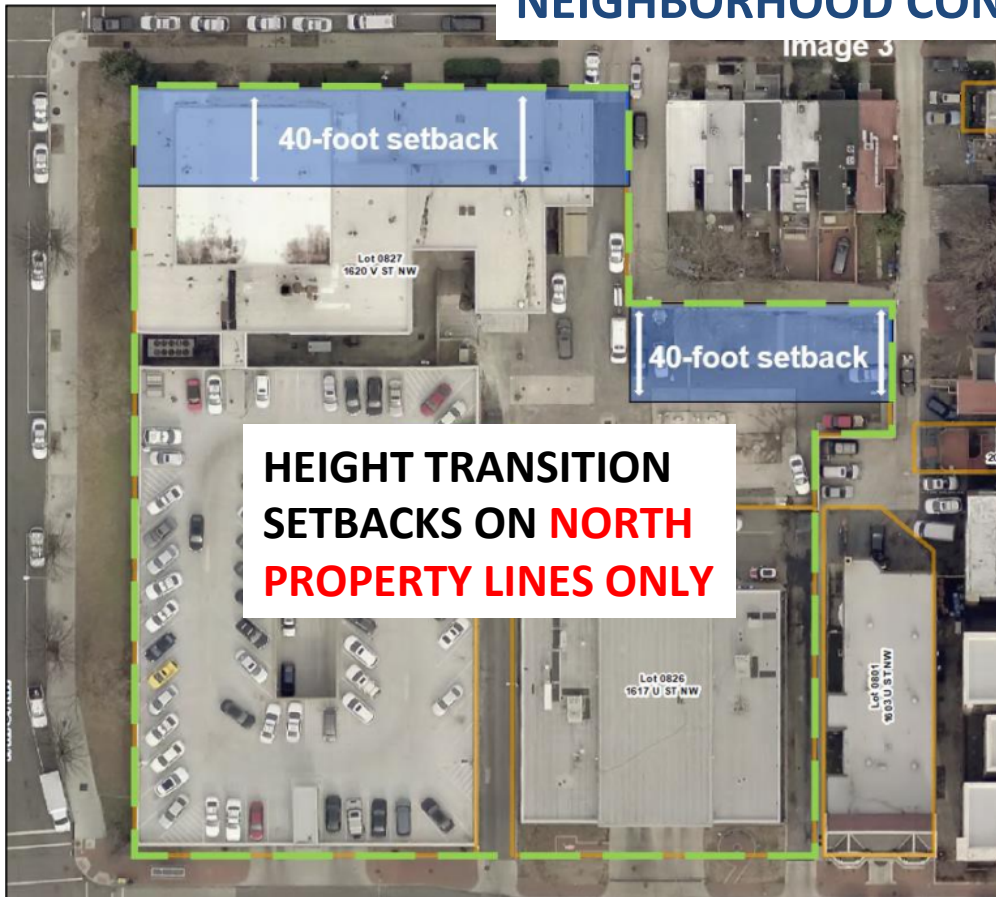 NEIGHBORHOOD CON
Image 3
40-foot setback
Lot 0827
1620 V ST NW
40-foot setback
HEIGHT TRANSITION
SETBACKS ON NORTH
PROPERTY LINES ONLY
Lot 0826
1617 U ST NW
Lot 0801
1603 U ST NW